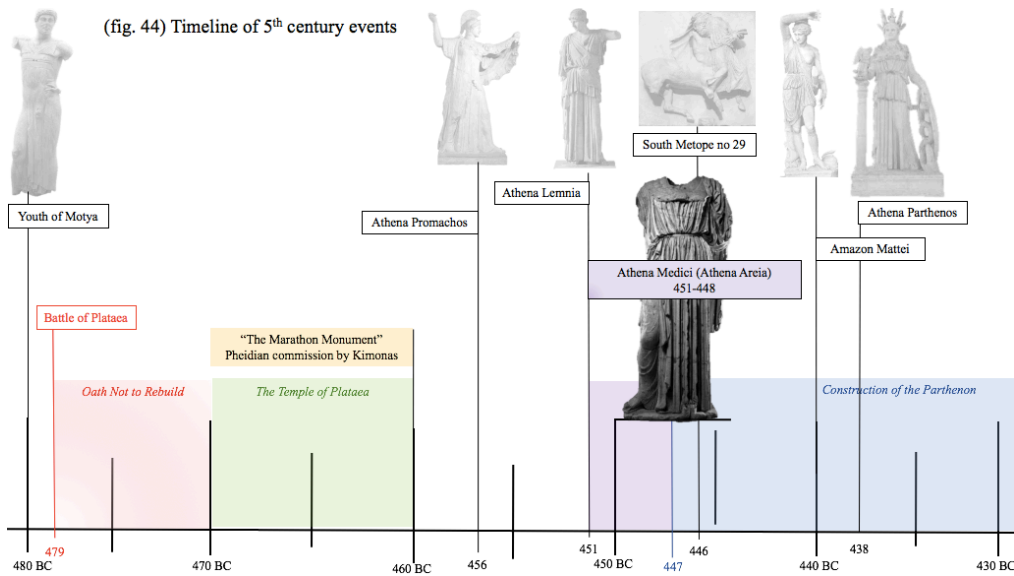 (fig. 44) Timeline of 5th century events
South Metope no 29
Athena Lemnia
Youth of Motya
Athena Promachos
Athena Parthenos
Amazon Mattei
Athena Medici (Athena Areia)
451-448
Battle of Plataea
“The Marathon Monument”
Pheidian commission by Kimonas
Oath Not to Rebuild
The Temple of Plataea
Construction of the Parthenon
479
456
451
446
438
480 BC
470 BC
460 BC
450 BC
447
440 BC
430 BC